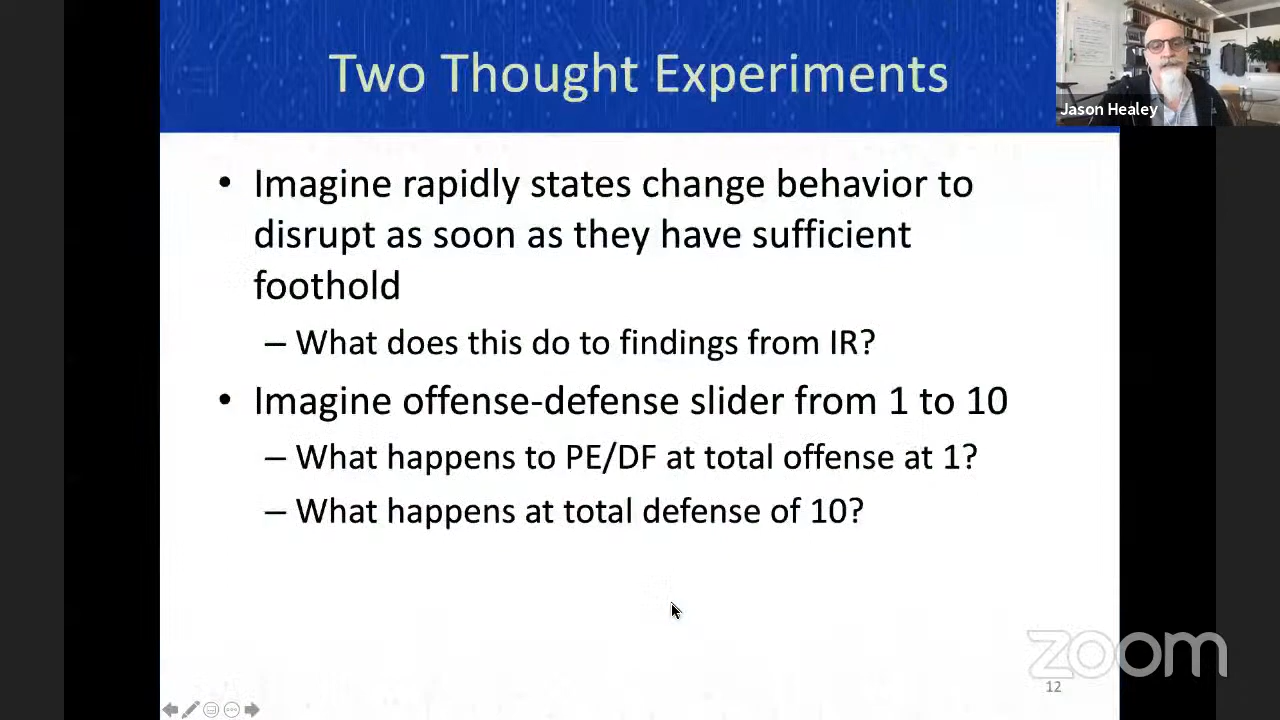 Two Thought Experiments
Jason Healey
• Imagine rapidly states change behavior to
disrupt as soon as they have sufficient
foothold
– What does this do to findings from IR?
• Imagine offense-defense slider from 1 to 10
– What happens to PE/DF at total offense at 1?
– What happens at total defense of 10?
zoom
12